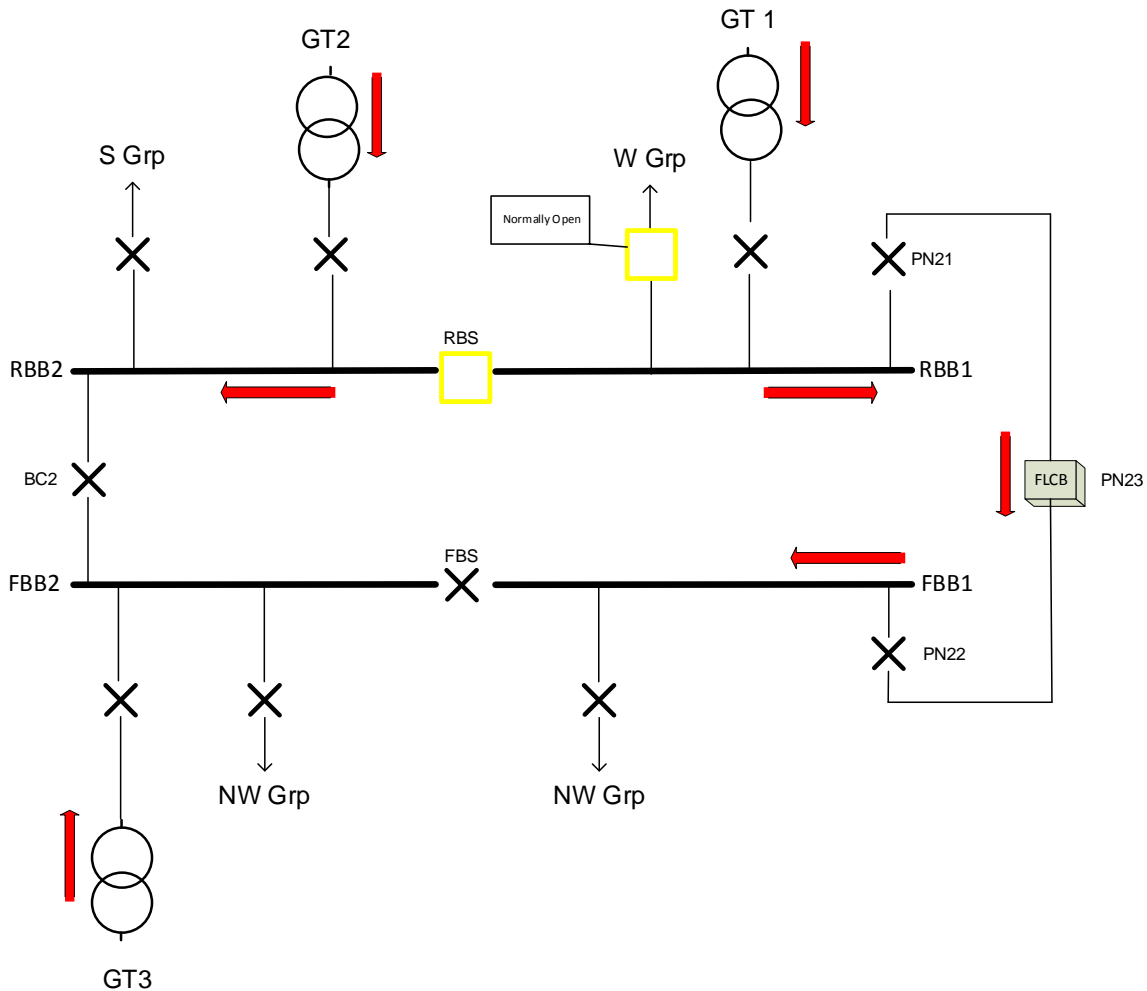 GT 1
GT2
S Grp
W Grp
Normally Open
PN21
RBS
RBB2
RBB1
BC2
FLCB
PN23
FBS
FBB2
FBB1
PN22
NW Grp
NW Grp
GT3